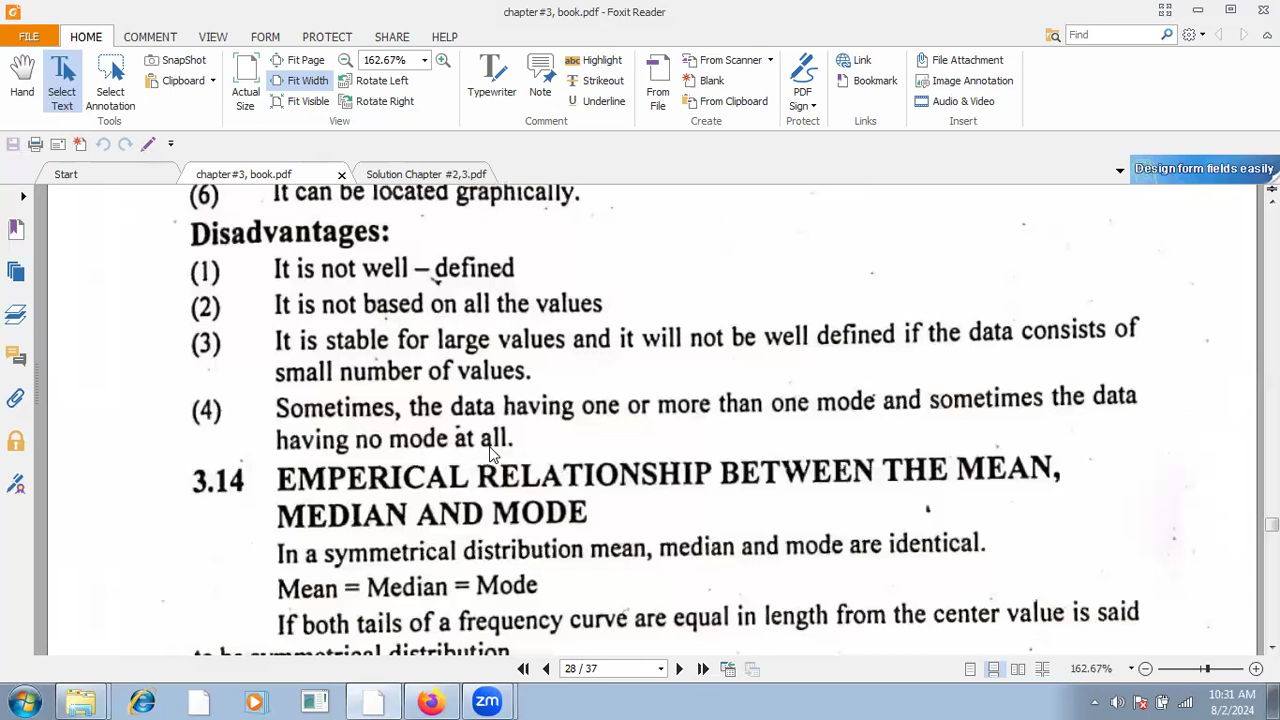 chapter#3, book.pdf - Foxit Reader
FILE HOME COMMENT VIEW FORM PROTECT SHARE HELP Find
Hand Select Text Select Annotation SnapShot Clipboard Actual Size Fit Page Fit Width Fit Visible 162.67% Rotate Left Rotate Right Typewriter Note Highlight Strikeout Underline From File From Scanner Blank From Clipboard PDF Sign Link Bookmark File Attachment Image Annotation Audio & Video
Tools View Comment Create Protect Links Insert
Start chapter#3, book.pdf Solution Chapter #2,3.pdf Design form fields easily
(6) It can be located graphically.
Disadvantages:
(1) It is not well – defined
(2) It is not based on all the values
(3) It is stable for large values and it will not be well defined if the data consists of
small number of values.
(4) Sometimes, the data having one or more than one mode and sometimes the data
having no mode at all.
3.14 EMPERICAL RELATIONSHIP BETWEEN THE MEAN,
MEDIAN AND MODE
In a symmetrical distribution mean, median and mode are identical.
Mean = Median = Mode
If both tails of a frequency curve are equal in length from the center value is said
to be symmetrical distribution
28 / 37 162.67%
zm 10:31 AM
8/2/2024